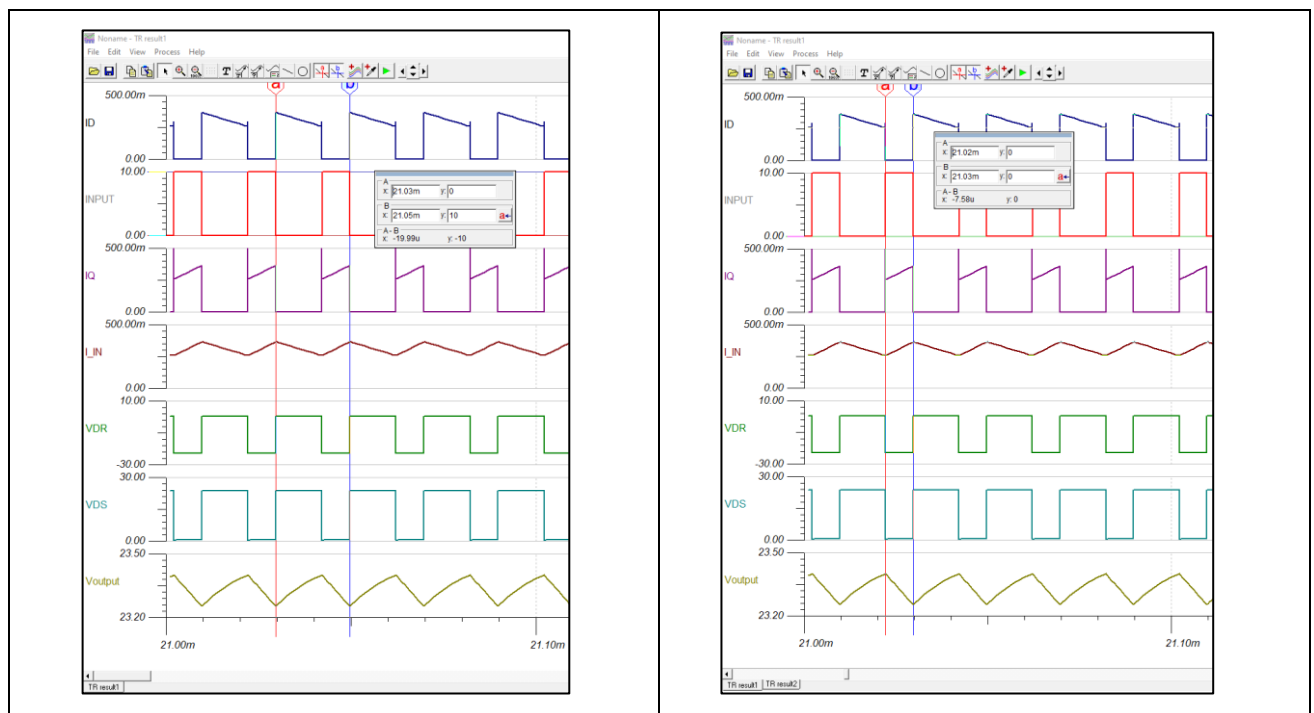 Noname - TR result1
File Edit View Process Help
T
a b
500.00m
ID
0.00
10.00
INPUT
0.00
500.00m
IQ
0.00
500.00m
I_IN
0.00
10.00
VDR
-30.00
30.00
VDS
0.00
23.50
Voutput
23.20
21.00m 21.10m
A
x: 21.03m y: 0
B
x: 21.05m y: 10 a
A - B
x: -19.99u y: -10
TR result1
Noname - TR result1
File Edit View Process Help
T
a b
500.00m
ID
0.00
10.00
INPUT
0.00
500.00m
IQ
0.00
500.00m
I_IN
0.00
10.00
VDR
-30.00
30.00
VDS
0.00
23.50
Voutput
23.20
21.00m 21.10m
A
x: 21.02m y: 0
B
x: 21.03m y: 0 a
A - B
x: -7.58u y: 0
TR result1 TR result2